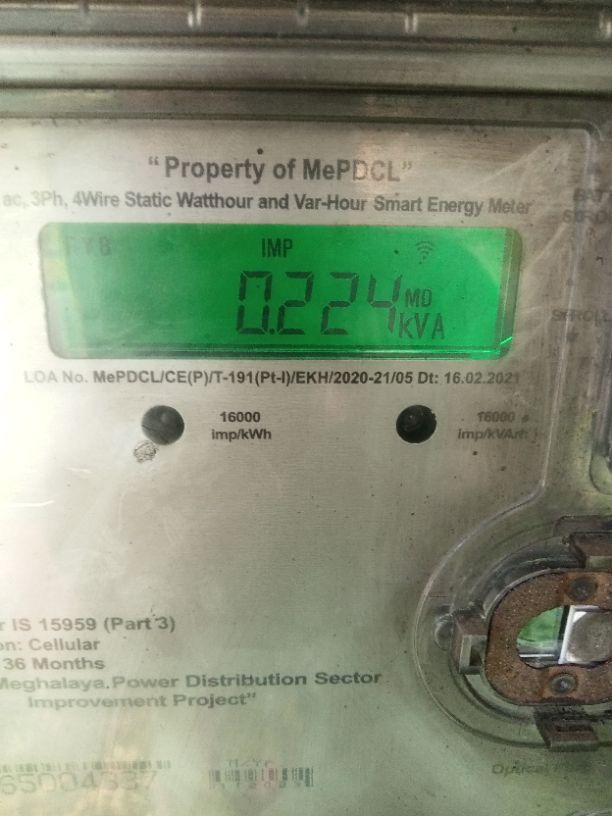 “Property of MePDCL”
ac, 3Ph, 4Wire Static Watthour and Var-Hour Smart Energy Meter
IMP
0.224 MD kVA
LOA No. MePDCL/CE(P)/T-191(Pt-I)/EKH/2020-21/05 Dt: 16.02.2021
16000 imp/kWh
16000 imp/kVArh
SCROLL
IS 15959 (Part 3)
Cellular
36 Months
Meghalaya Power Distribution Sector
Improvement Project”
Optical